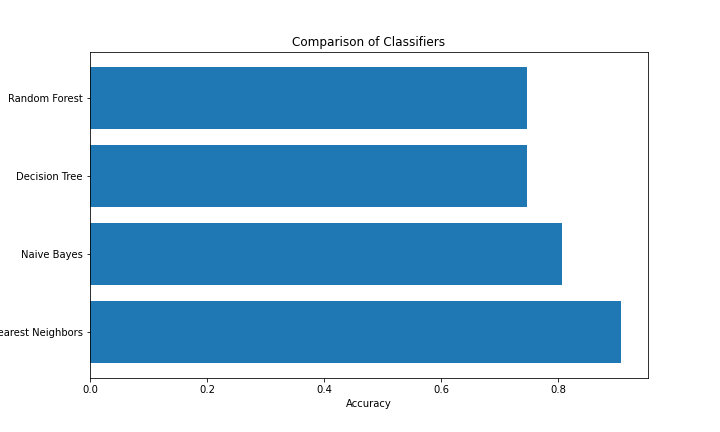 Comparison of Classifiers
Random Forest
Decision Tree
Naive Bayes
earest Neighbors
0.0 0.2 0.4 0.6 0.8
Accuracy